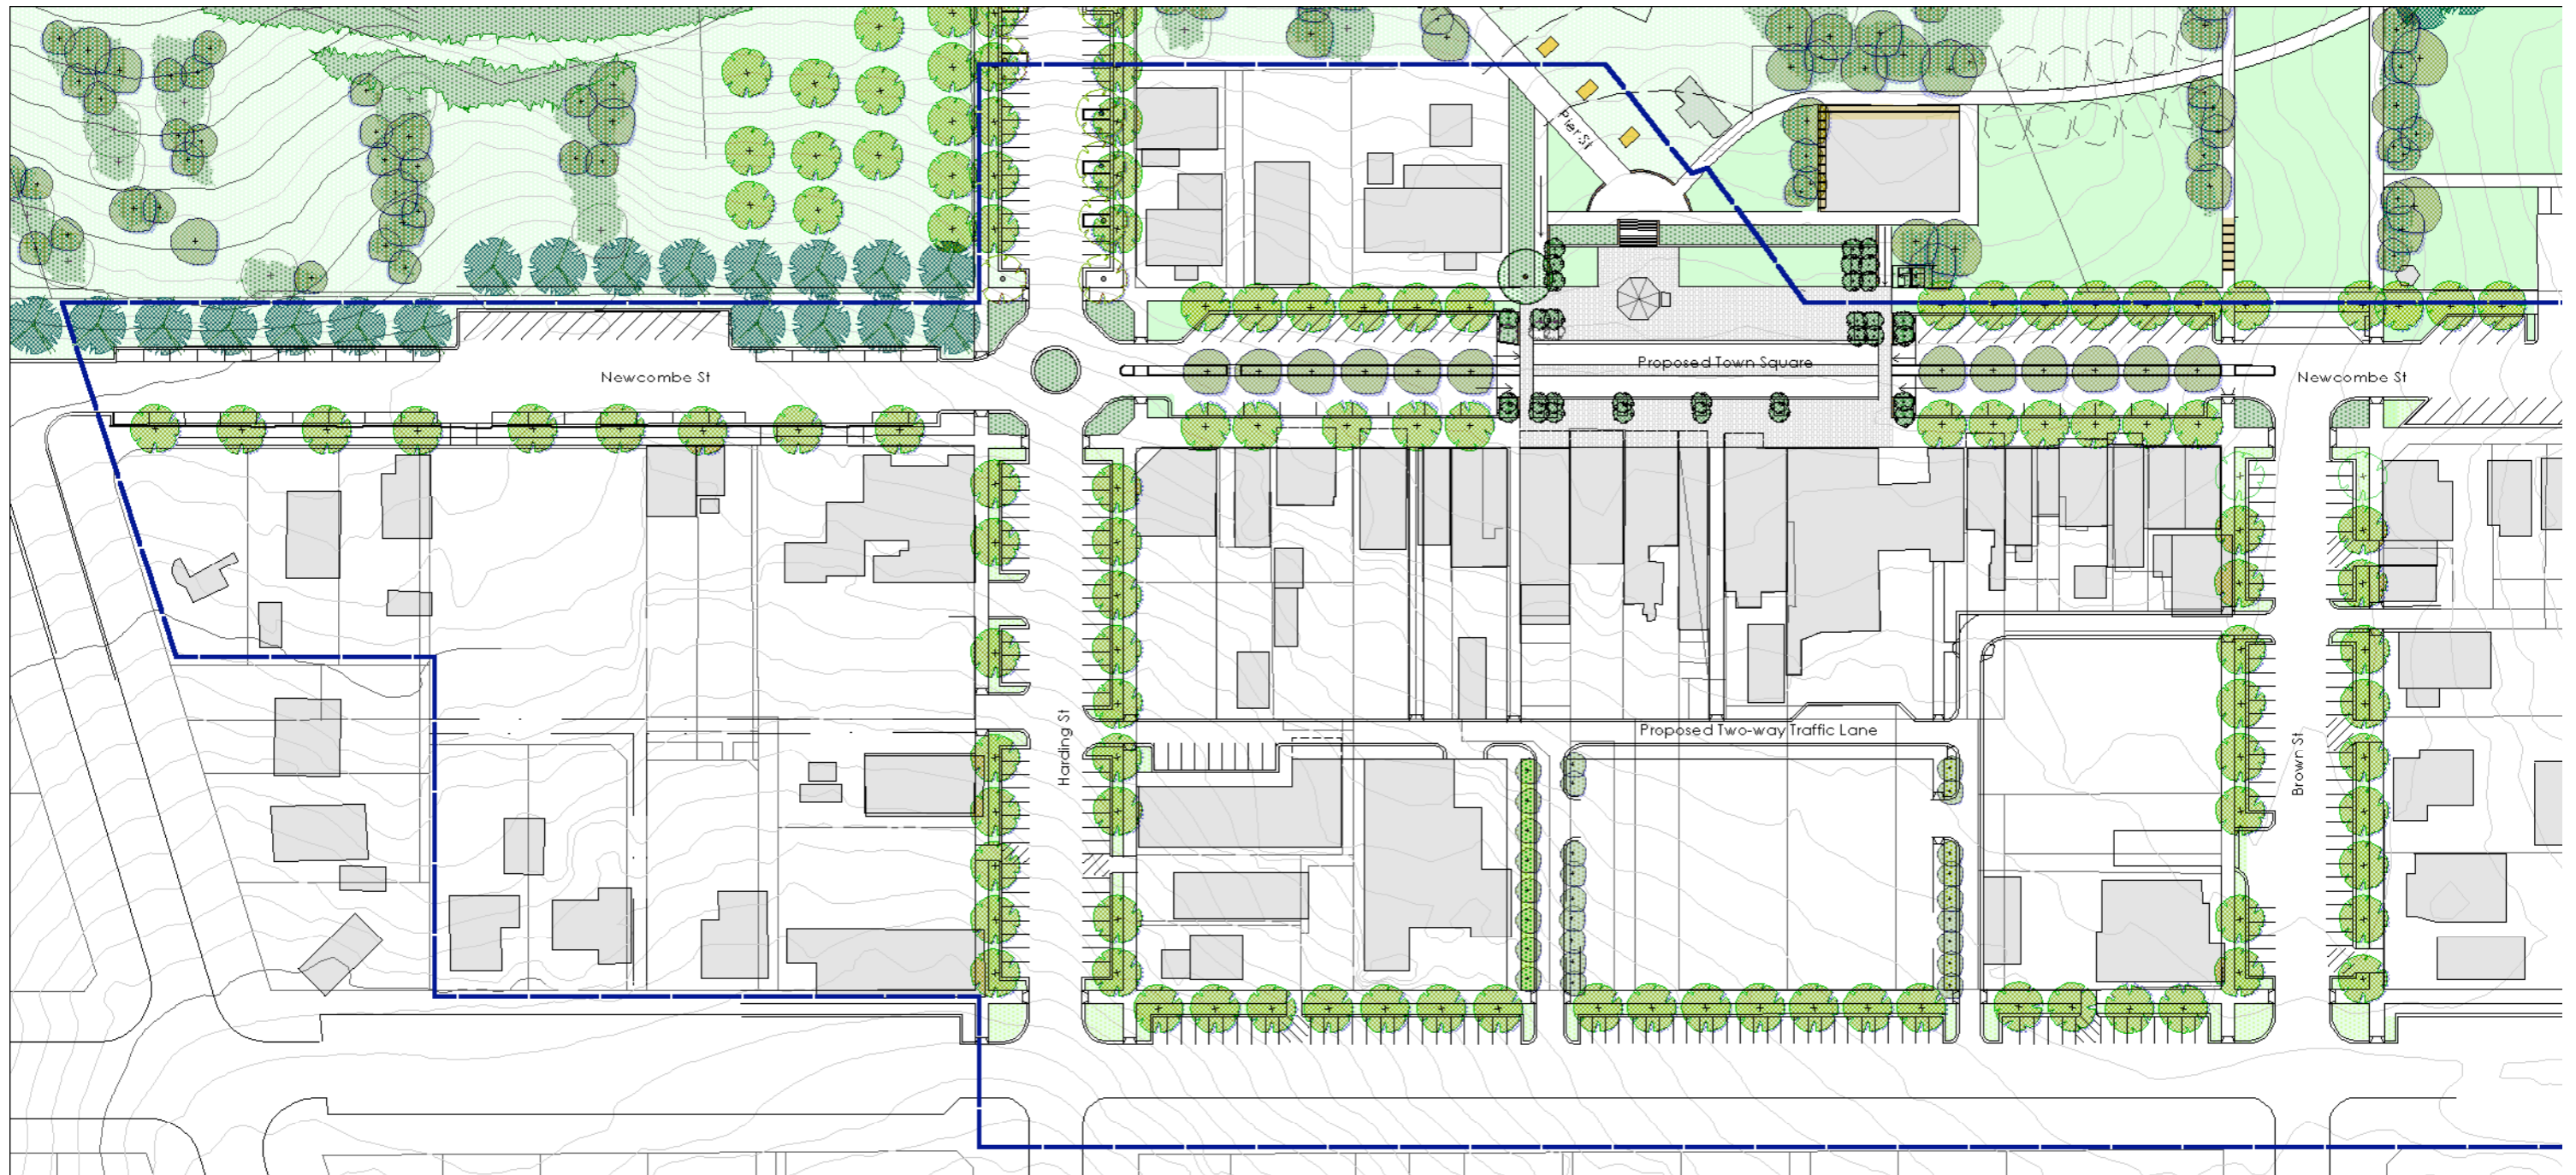 Pier St
Newcombe St
Proposed Town Square
Newcombe St
Harding St
Proposed Two-way Traffic Lane
Brown St